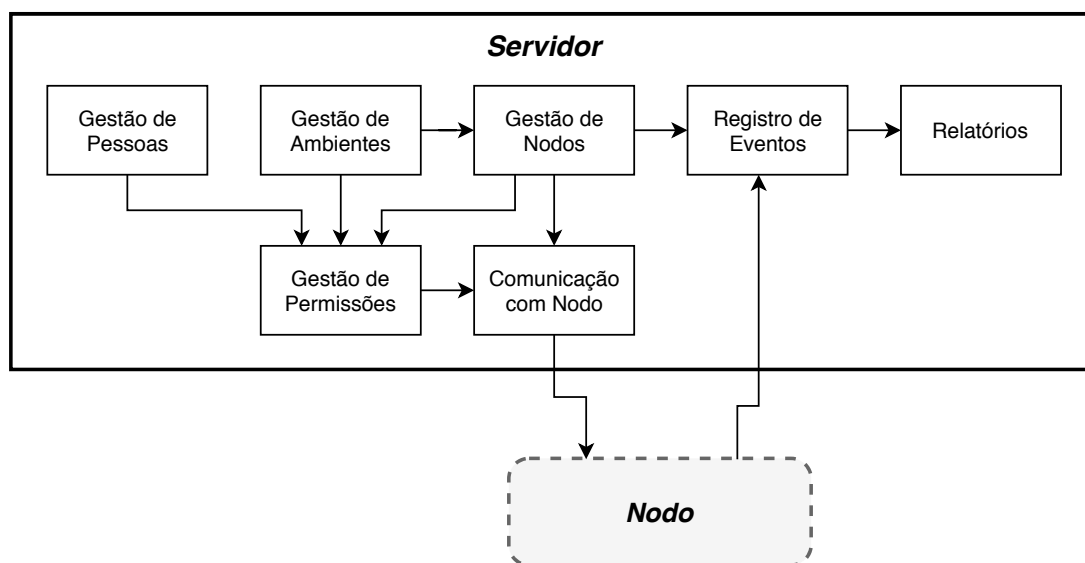 Servidor
Gestão de
Pessoas
Gestão de
Ambientes
Gestão de
Nodos
Registro de
Eventos
Relatórios
Gestão de
Permissões
Comunicação
com Nodo
Nodo